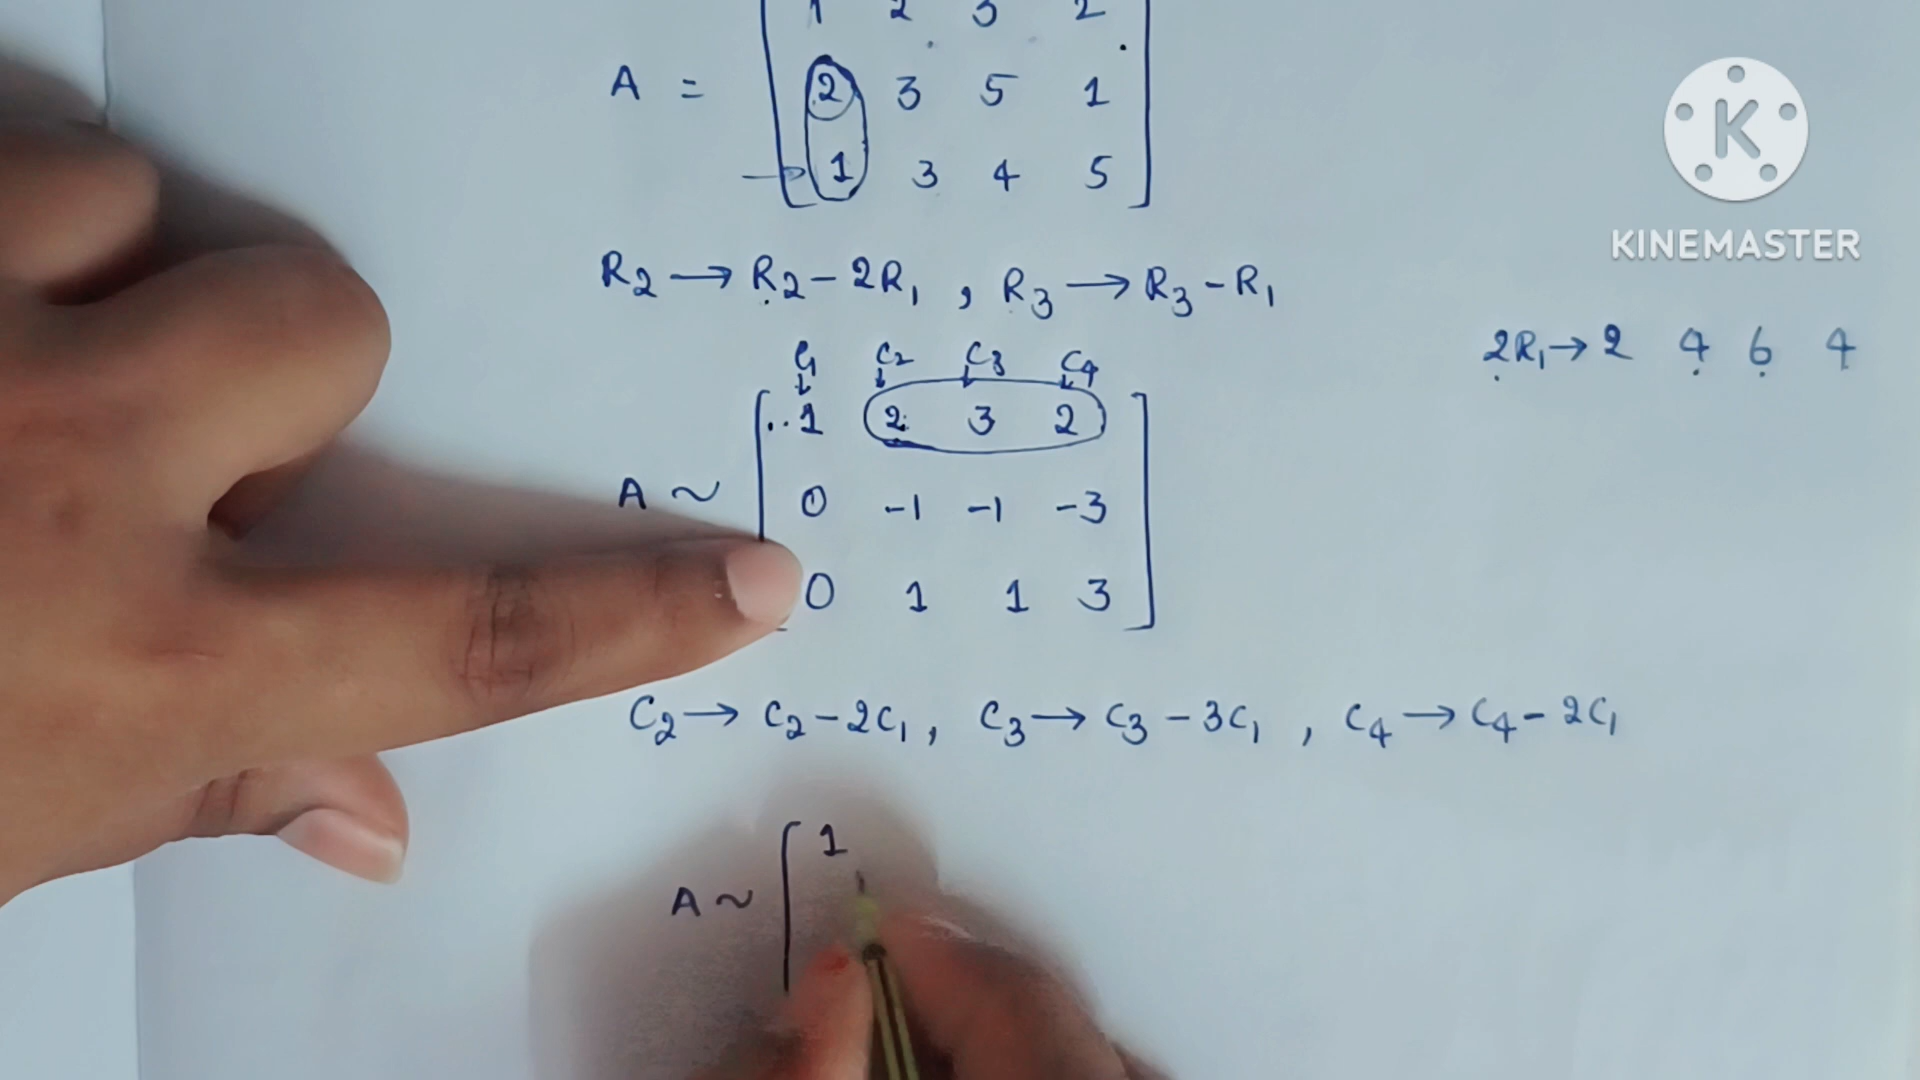 1 2 3 2
A = 2 3 5 1
1 3 4 5
K
KINEMASTER
R2 → R2 - 2R1 , R3 → R3 - R1
2R1 → 2 4 6 4
C1 C2 C3 C4
1 2 3 2
A ~ 0 -1 -1 -3
0 1 1 3
C2 → C2 - 2C1, C3 → C3 - 3C1 , C4 → C4 - 2C1
1
A ~